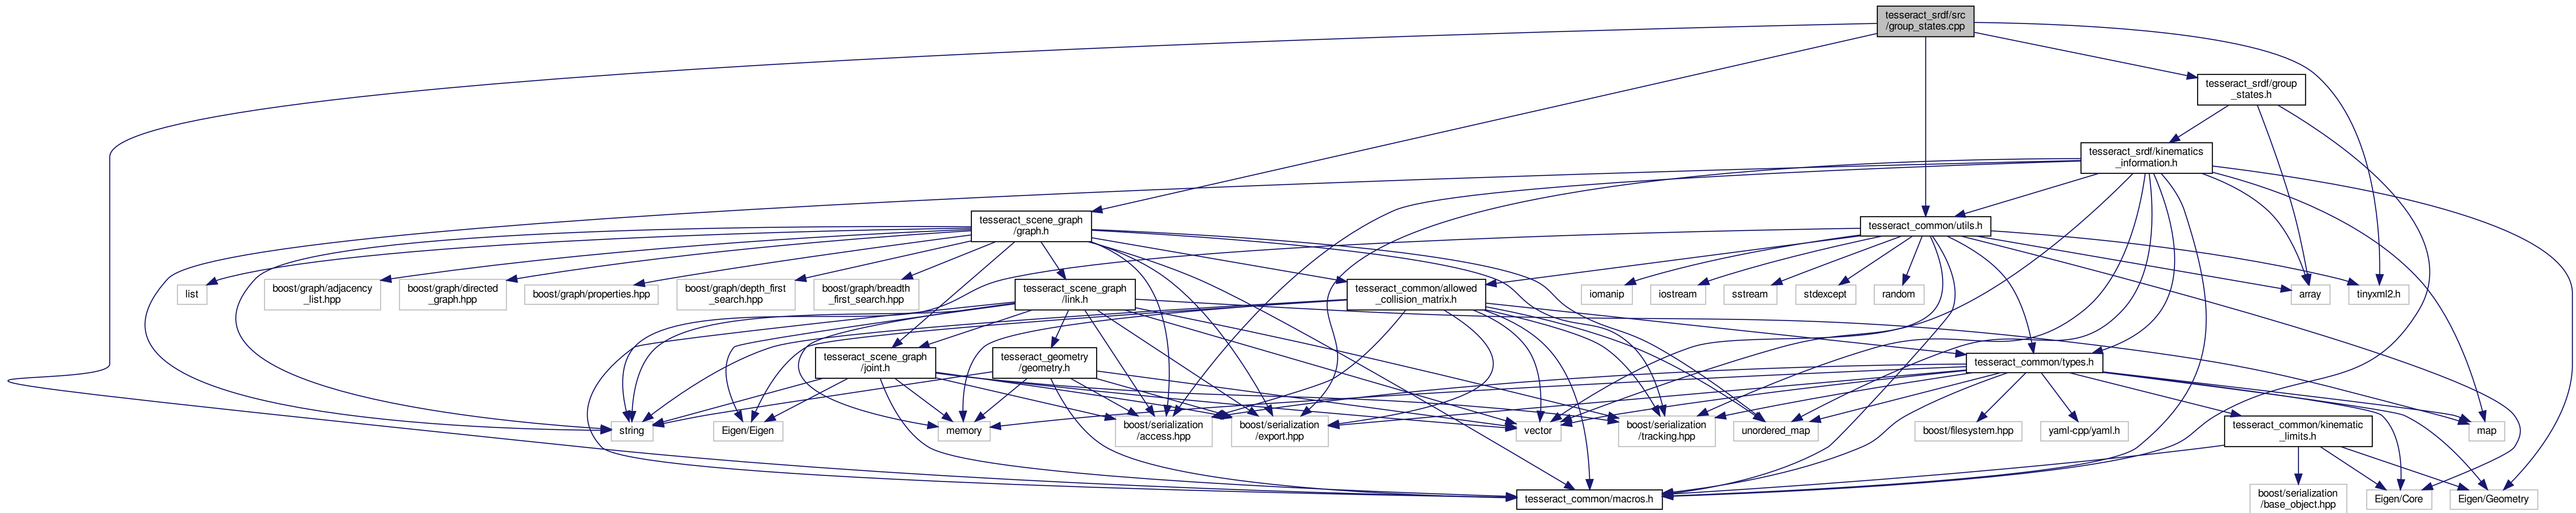 tesseract_srdf/src
/group_states.cpp
tesseract_srdf/group
_states.h
tesseract_srdf/kinematics
_information.h
tesseract_scene_graph
/graph.h
tesseract_common/utils.h
list
boost/graph/adjacency
_list.hpp
boost/graph/directed
_graph.hpp
boost/graph/properties.hpp
boost/graph/depth_first
_search.hpp
boost/graph/breadth
_first_search.hpp
tesseract_scene_graph
/link.h
tesseract_common/allowed
_collision_matrix.h
iomanip
iostream
sstream
stdexcept
random
array
tinyxml2.h
tesseract_scene_graph
/joint.h
tesseract_geometry
/geometry.h
tesseract_common/types.h
string
Eigen/Eigen
memory
boost/serialization
/access.hpp
boost/serialization
/export.hpp
vector
boost/serialization
/tracking.hpp
unordered_map
boost/filesystem.hpp
yaml-cpp/yaml.h
tesseract_common/kinematic
_limits.h
map
tesseract_common/macros.h
boost/serialization
/base_object.hpp
Eigen/Core
Eigen/Geometry